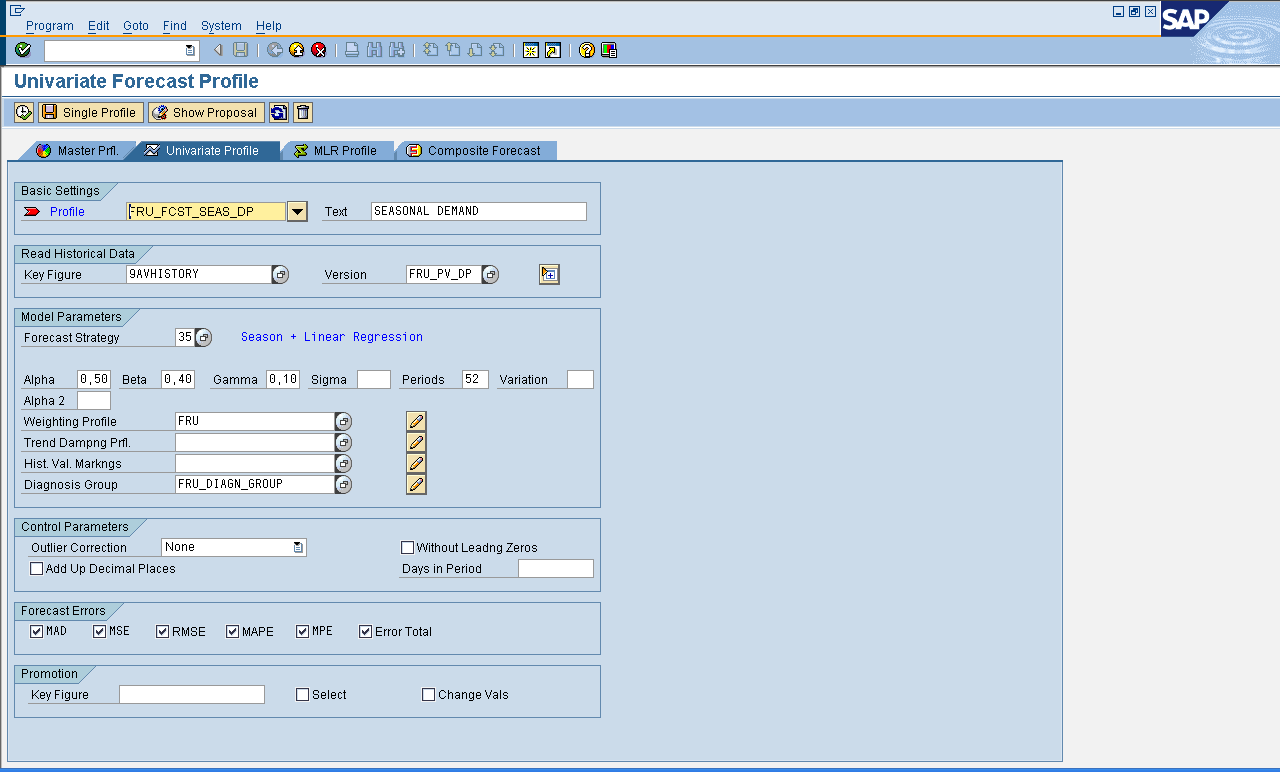 Program Edit Goto Find System Help
SAP
Univariate Forecast Profile
Single Profile Show Proposal
Master Prfl. Univariate Profile MLR Profile Composite Forecast
Basic Settings
Profile FRU_FCST_SEAS_DP Text SEASONAL DEMAND
Read Historical Data
Key Figure 9AVHISTORY Version FRU_PV_DP
Model Parameters
Forecast Strategy 35 Season + Linear Regression
Alpha 0,50 Beta 0,40 Gamma 0,10 Sigma Periods 52 Variation
Alpha 2
Weighting Profile FRU
Trend Dampng Prfl.
Hist. Val. Markngs
Diagnosis Group FRU_DIAGN_GROUP
Control Parameters
Outlier Correction None Without Leadng Zeros
Add Up Decimal Places Days in Period
Forecast Errors
MAD MSE RMSE MAPE MPE Error Total
Promotion
Key Figure Select Change Vals